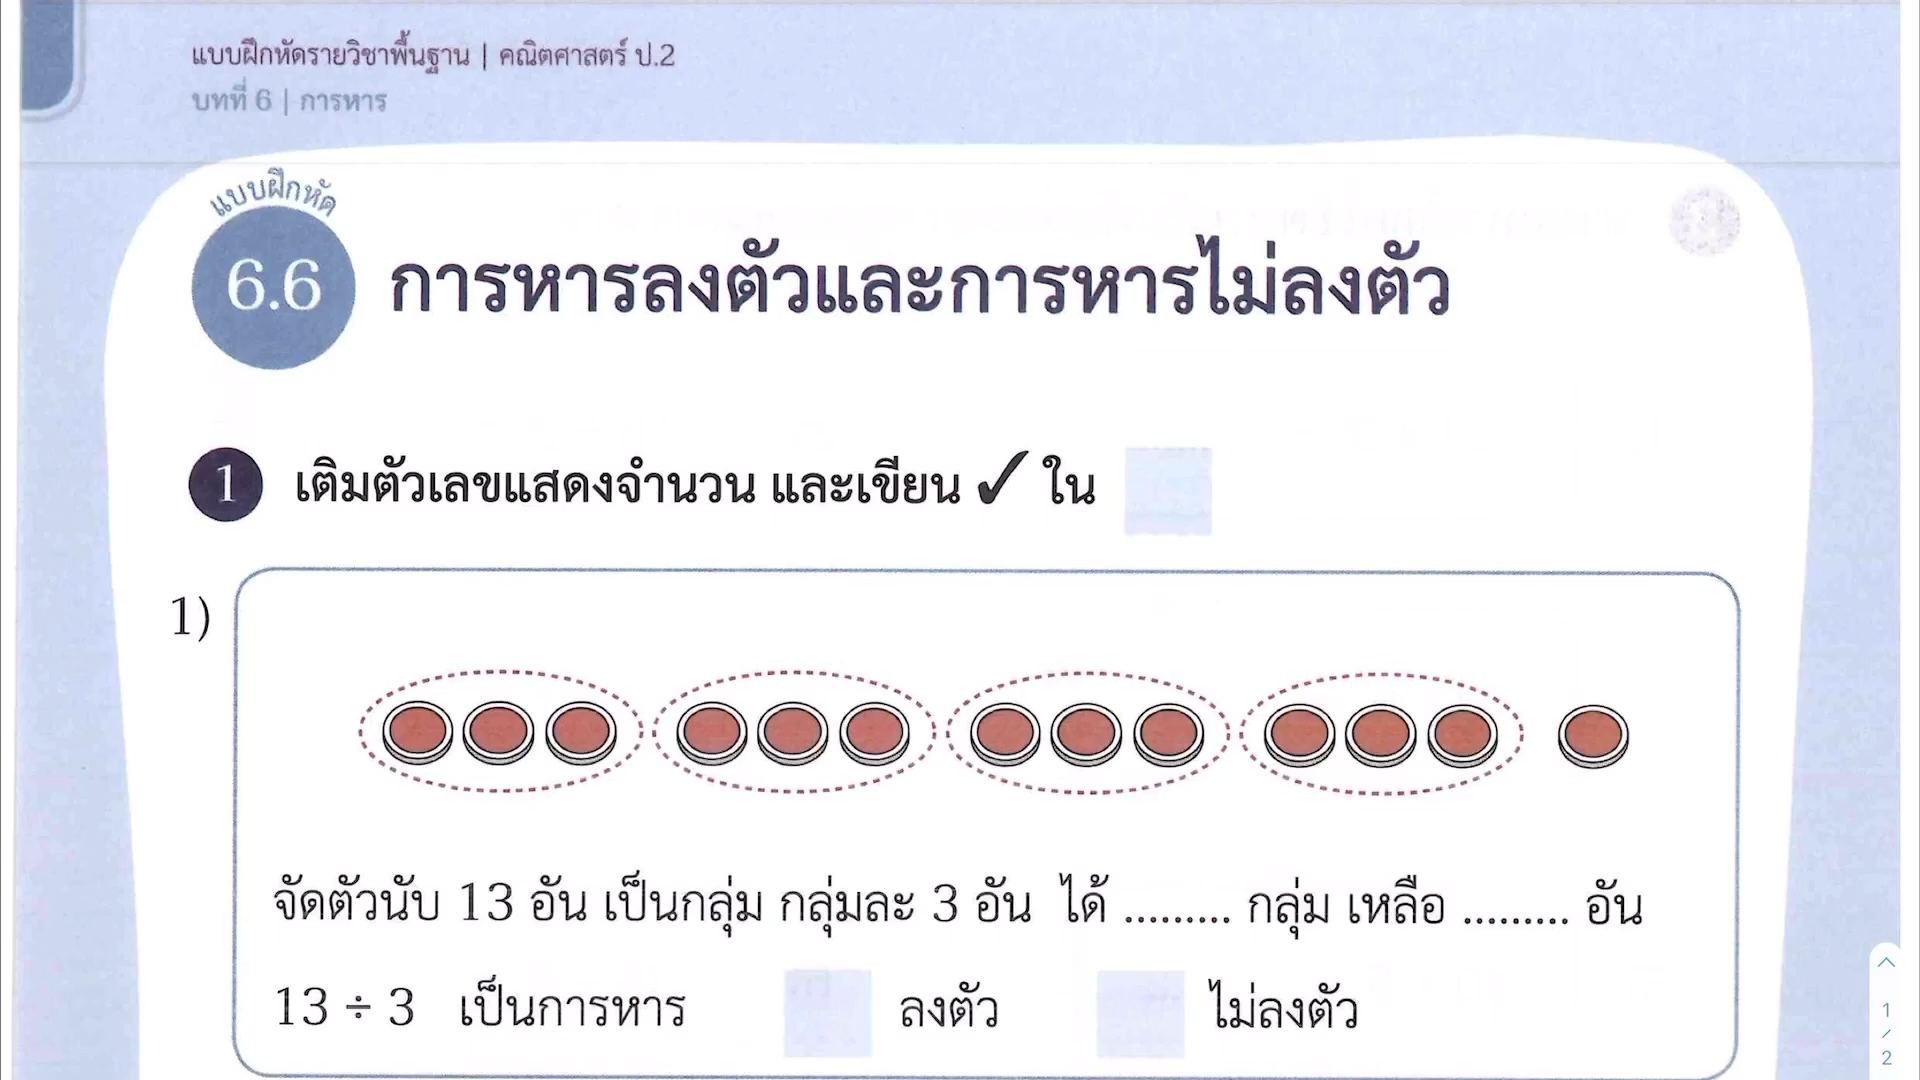 แบบฝึกหัดรายวิชาพื้นฐาน | คณิตศาสตร์ ป.2
บทที่ 6 | การหาร
แบบฝึกหัด
6.6 การหารลงตัวและการหารไม่ลงตัว
1 เติมตัวเลขแสดงจำนวน และเขียน ✓ ใน
1)
จัดตัวนับ 13 อัน เป็นกลุ่ม กลุ่มละ 3 อัน ได้ ......... กลุ่ม เหลือ ......... อัน
13 ÷ 3 เป็นการหาร ลงตัว ไม่ลงตัว
1
/
2